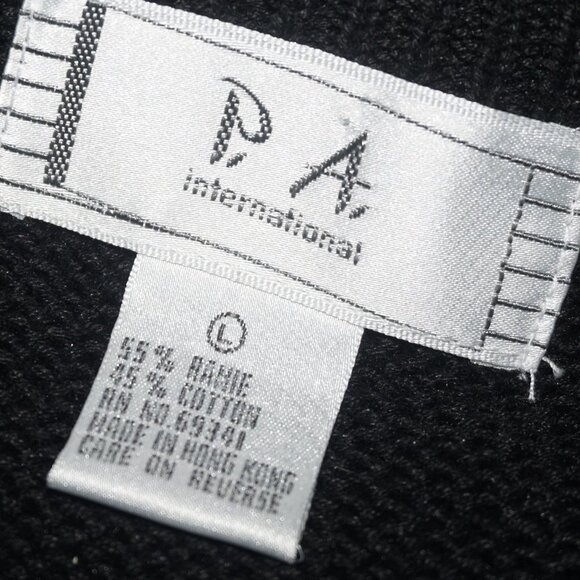 P. A.
international
L
55% RAMIE
45% COTTON
RN NO.69341
MADE IN HONG KONG
CARE ON REVERSE